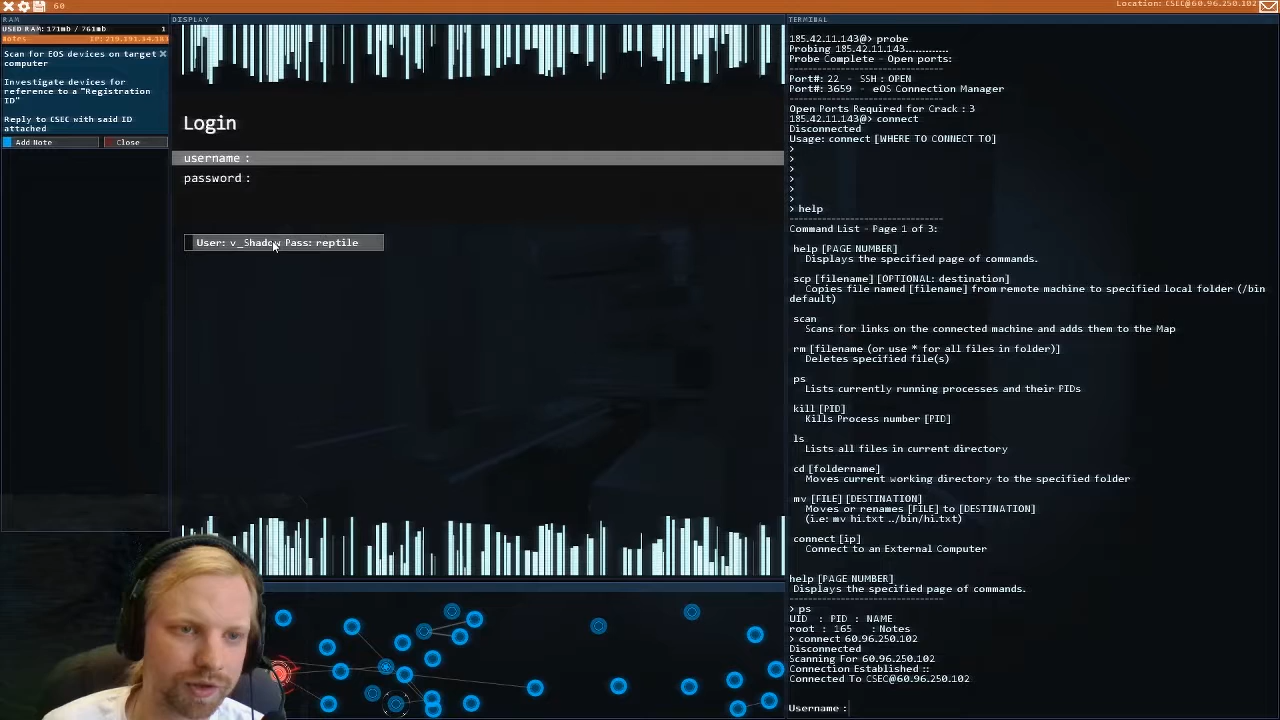 60
Location: CSEC@60.96.250.102
RAM
USED RAM: 171mb / 761mb 1
notes IP: 219.191.34.181
Scan for EOS devices on target
computer
Investigate devices for
reference to a "Registration
ID"
Reply to CSEC with said ID
attached
Add Note
Close
DISPLAY
Login
username :
password :
User: v_Shadow Pass: reptile
TERMINAL
185.42.11.143@> probe
Probing 185.42.11.143.............
Probe Complete - Open ports:
---------------------------------
Port#: 22 - SSH : OPEN
Port#: 3659 - eOS Connection Manager
---------------------------------
Open Ports Required for Crack : 3
185.42.11.143@> connect
Disconnected
Usage: connect [WHERE TO CONNECT TO]
>
>
>
>
>
> help
---------------------------------
Command List - Page 1 of 3:
help [PAGE NUMBER]
Displays the specified page of commands.
scp [filename] [OPTIONAL: destination]
Copies file named [filename] from remote machine to specified local folder (/bin
default)
scan
Scans for links on the connected machine and adds them to the Map
rm [filename (or use * for all files in folder)]
Deletes specified file(s)
ps
Lists currently running processes and their PIDs
kill [PID]
Kills Process number [PID]
ls
Lists all files in current directory
cd [foldername]
Moves current working directory to the specified folder
mv [FILE] [DESTINATION]
Moves or renames [FILE] to [DESTINATION]
(i.e: mv hi.txt ../bin/hi.txt)
connect [ip]
Connect to an External Computer
help [PAGE NUMBER]
Displays the specified page of commands.
---------------------------------
> ps
UID : PID : NAME
root : 165 : Notes
> connect 60.96.250.102
Disconnected
Scanning For 60.96.250.102
Connection Established ::
Connected To CSEC@60.96.250.102
Username :